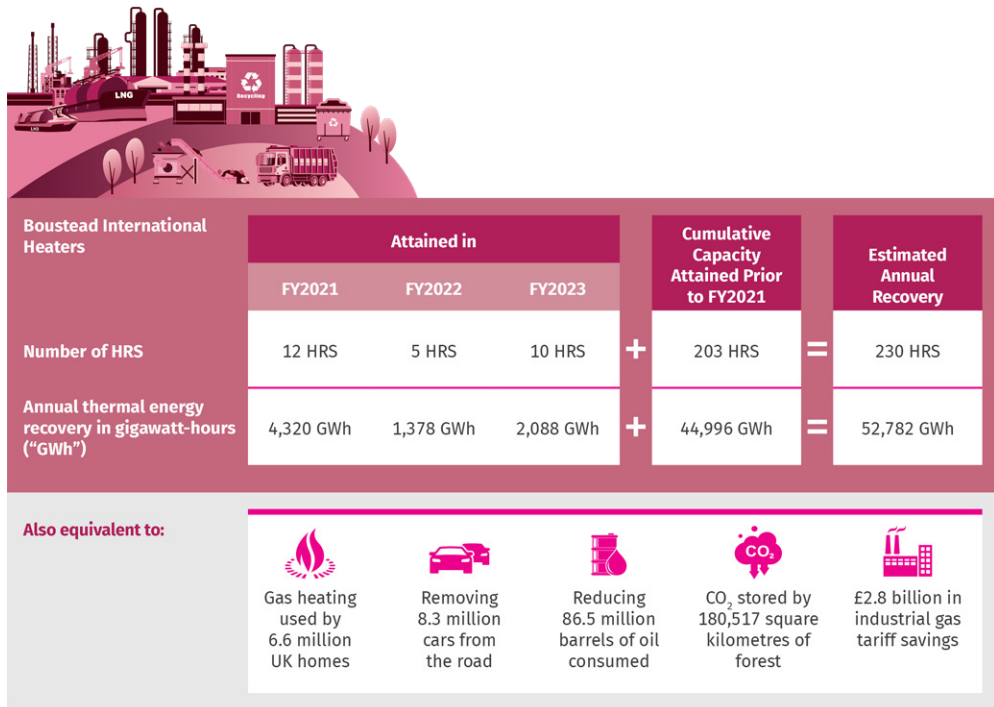 LNG
LNG
Recycling
Boustead International
Heaters
Attained in
FY2021 FY2022 FY2023
Cumulative
Capacity
Attained Prior
to FY2021
Estimated
Annual
Recovery
Number of HRS
12 HRS 5 HRS 10 HRS + 203 HRS = 230 HRS
Annual thermal energy
recovery in gigawatt-hours
(“GWh”)
4,320 GWh 1,378 GWh 2,088 GWh + 44,996 GWh = 52,782 GWh
Also equivalent to:
Gas heating
used by
6.6 million
UK homes
Removing
8.3 million
cars from
the road
Reducing
86.5 million
barrels of oil
consumed
CO₂
CO₂ stored by
180,517 square
kilometres of
forest
£2.8 billion in
industrial gas
tariff savings